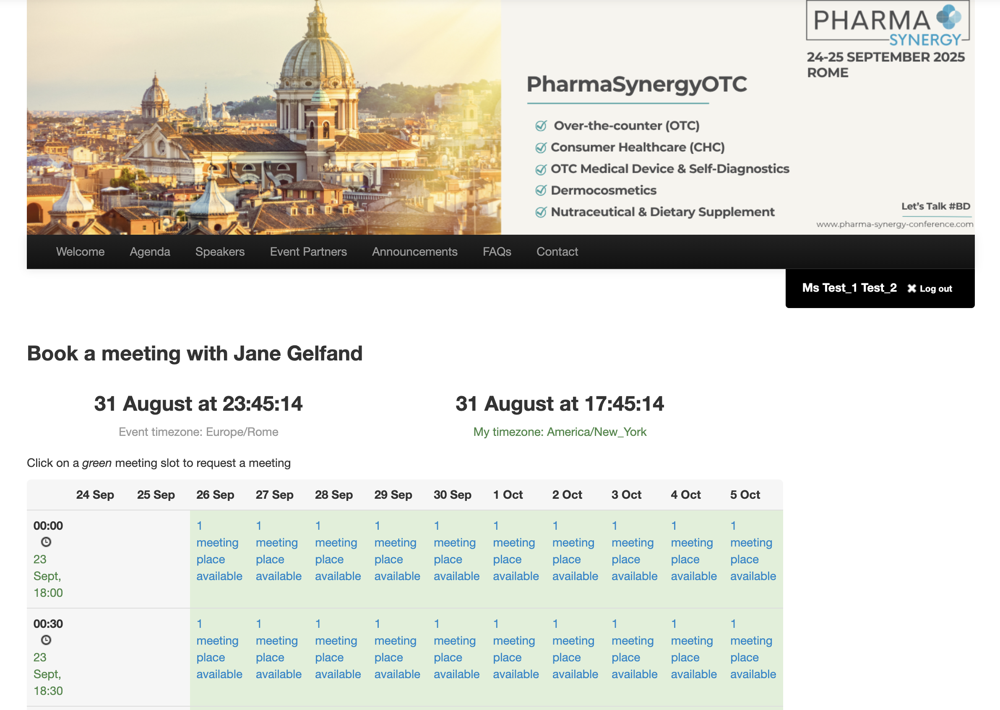 PHARMA
SYNERGY
24-25 SEPTEMBER 2025
ROME
PharmaSynergyOTC
Over-the-counter (OTC)
Consumer Healthcare (CHC)
OTC Medical Device & Self-Diagnostics
Dermocosmetics
Nutraceutical & Dietary Supplement
Let's Talk #BD
www.pharma-synergy-conference.com
Welcome Agenda Speakers Event Partners Announcements FAQs Contact
Ms Test_1 Test_2 Log out
Book a meeting with Jane Gelfand
31 August at 23:45:14 31 August at 17:45:14
Event timezone: Europe/Rome My timezone: America/New_York
Click on a green meeting slot to request a meeting
24 Sep 25 Sep 26 Sep 27 Sep 28 Sep 29 Sep 30 Sep 1 Oct 2 Oct 3 Oct 4 Oct 5 Oct
00:00 1 1 1 1 1 1 1 1 1 1
meeting meeting meeting meeting meeting meeting meeting meeting meeting meeting
23 place place place place place place place place place place
Sept, available available available available available available available available available available
18:00
00:30 1 1 1 1 1 1 1 1 1 1
meeting meeting meeting meeting meeting meeting meeting meeting meeting meeting
23 place place place place place place place place place place
Sept, available available available available available available available available available available
18:30